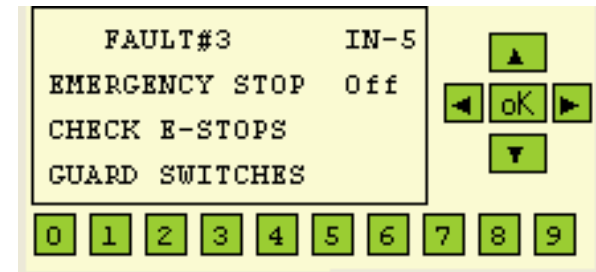 FAULT#3 IN-5
EMERGENCY STOP Off
CHECK E-STOPS
GUARD SWITCHES
▲
◄ oK ►
▼
0 1 2 3 4 5 6 7 8 9